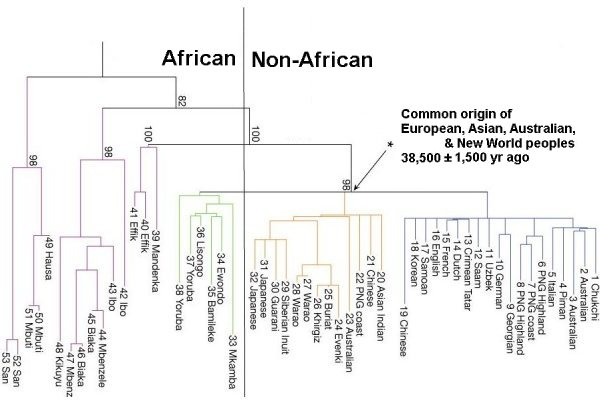 African
Non-African
82
100
100
98
98
98
Common origin of
European, Asian, Australian,
& New World peoples
38,500 ± 1,500 yr ago
*
53 San
52 San
51 Mbuti
50 Mbuti
49 Hausa
48 Kikuyu
47 Mbenz
46 Biaka
45 Biaka
44 Mbenzele
43 Ibo
42 Ibo
41 Effik
40 Effik
39 Mandenka
38 Yoruba
37 Yoruba
36 Lisongo
35 Bamileke
34 Ewondo
33 Mkamba
32 Japanese
31 Japanese
30 Guarani
29 Siberian Inuit
28 Warao
27 Warao
26 Khirgiz
25 Buriat
24 Evenki
23 Australian
22 PNG coast
21 Chinese
20 Asian Indian
19 Chinese
18 Korean
17 Samoan
16 English
15 French
14 Dutch
13 Crimean Tatar
12 Saam
11 Uzbek
10 German
9 Georgian
8 PNG Highland
7 PNG coast
6 PNG Highland
5 Italian
4 Piman
3 Australian
2 Australian
1 Chukchi